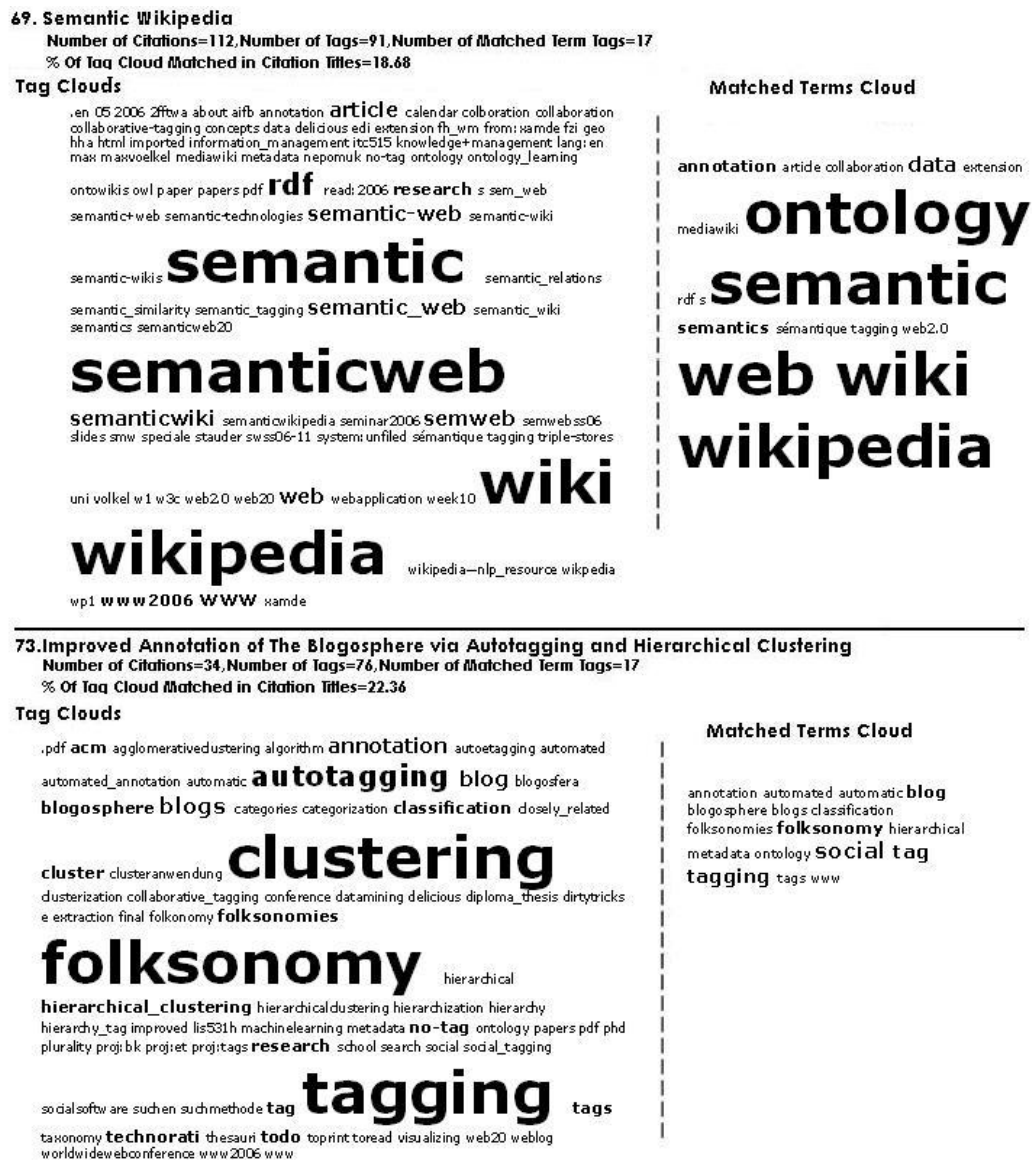 69. Semantic Wikipedia
Number of Citations=112,Number of Tags=91,Number of Matched Term Tags=17
% Of Tag Cloud Matched in Citation Titles=18.68
Tag Clouds
.en 05 2006 2fftwa about aifb annotation article calendar colboration collaboration
collaborative-tagging concepts data delicious edi extension fh_wm from:xamde fzi geo
hha html imported information_management itc515 knowledge+management lang:en
max maxvoelkel mediawiki metadata nepomuk no-tag ontology ontology_learning
ontowikis owl paper papers pdf rdf read:2006 research s sem_web
semantic+web semantic-technologies semantic-web semantic-wiki
semantic-wikis semantic semantic_relations
semantic_similarity semantic_tagging semantic_web semantic_wiki
semantics semanticweb20
semanticweb
semanticwiki semanticwikipedia seminar2006 semweb semwebss06
slides smw speciale stauder swss06-11 system:unfiled sémantique tagging triple-stores
uni volkel w1 w3c web2.0 web20 web webapplication week10 wiki
wikipedia wikipedia—nlp_resource wikpedia
wp1 www2006 www xamde
Matched Terms Cloud
annotation article collaboration data extension
mediawiki ontology
rdf s semantic
semantics sémantique tagging web2.0
web wiki
wikipedia
73.Improved Annotation of The Blogosphere via Autotagging and Hierarchical Clustering
Number of Citations=34,Number of Tags=76,Number of Matched Term Tags=17
% Of Tag Cloud Matched in Citation Titles=22.36
Tag Clouds
.pdf acm agglomerativeclustering algorithm annotation autoetagging automated
automated_annotation automatic autotagging blog blogosfera
blogosphere blogs categories categorization classification closely_related
cluster clusteranwendung clustering
clusterization collaborative_tagging conference datamining delicious diploma_thesis dirtytricks
e extraction final folkonomy folksonomies
folksonomy hierarchical
hierarchical_clustering hierarchicalclustering hierarchization hierarchy
hierarchy_tag improved lis531h machinelearning metadata no-tag ontology papers pdf phd
plurality proj:bk proj:et proj:tags research school search social social_tagging
socialsoftware suchen suchmethode tag tagging tags
taxonomy technorati thesauri todo toprint toread visualizing web20 weblog
worldwidewebconference www2006 www
Matched Terms Cloud
annotation automated automatic blog
blogosphere blogs classification
folksonomies folksonomy hierarchical
metadata ontology social tag
tagging tags www